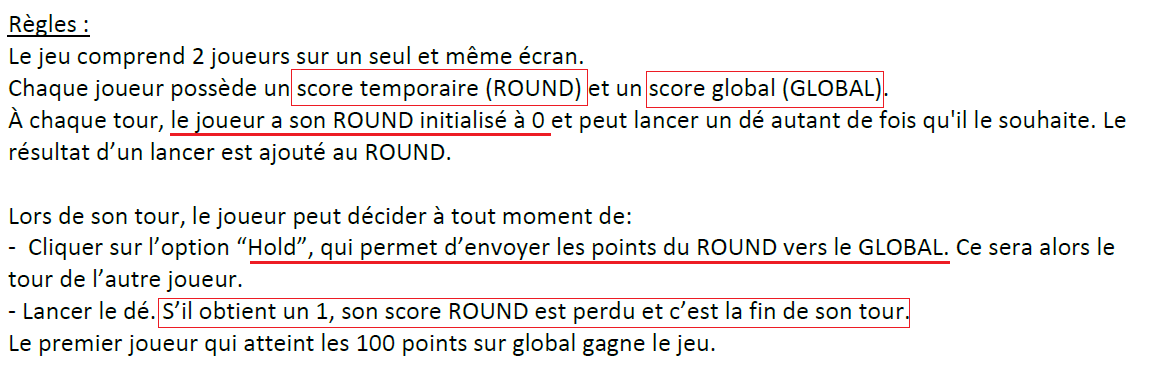 Règles :
Le jeu comprend 2 joueurs sur un seul et même écran.
Chaque joueur possède un score temporaire (ROUND) et un score global (GLOBAL).
À chaque tour, le joueur a son ROUND initialisé à 0 et peut lancer un dé autant de fois qu'il le souhaite. Le
résultat d’un lancer est ajouté au ROUND.
Lors de son tour, le joueur peut décider à tout moment de:
- Cliquer sur l’option “Hold”, qui permet d’envoyer les points du ROUND vers le GLOBAL. Ce sera alors le
tour de l’autre joueur.
- Lancer le dé. S’il obtient un 1, son score ROUND est perdu et c’est la fin de son tour.
Le premier joueur qui atteint les 100 points sur global gagne le jeu.